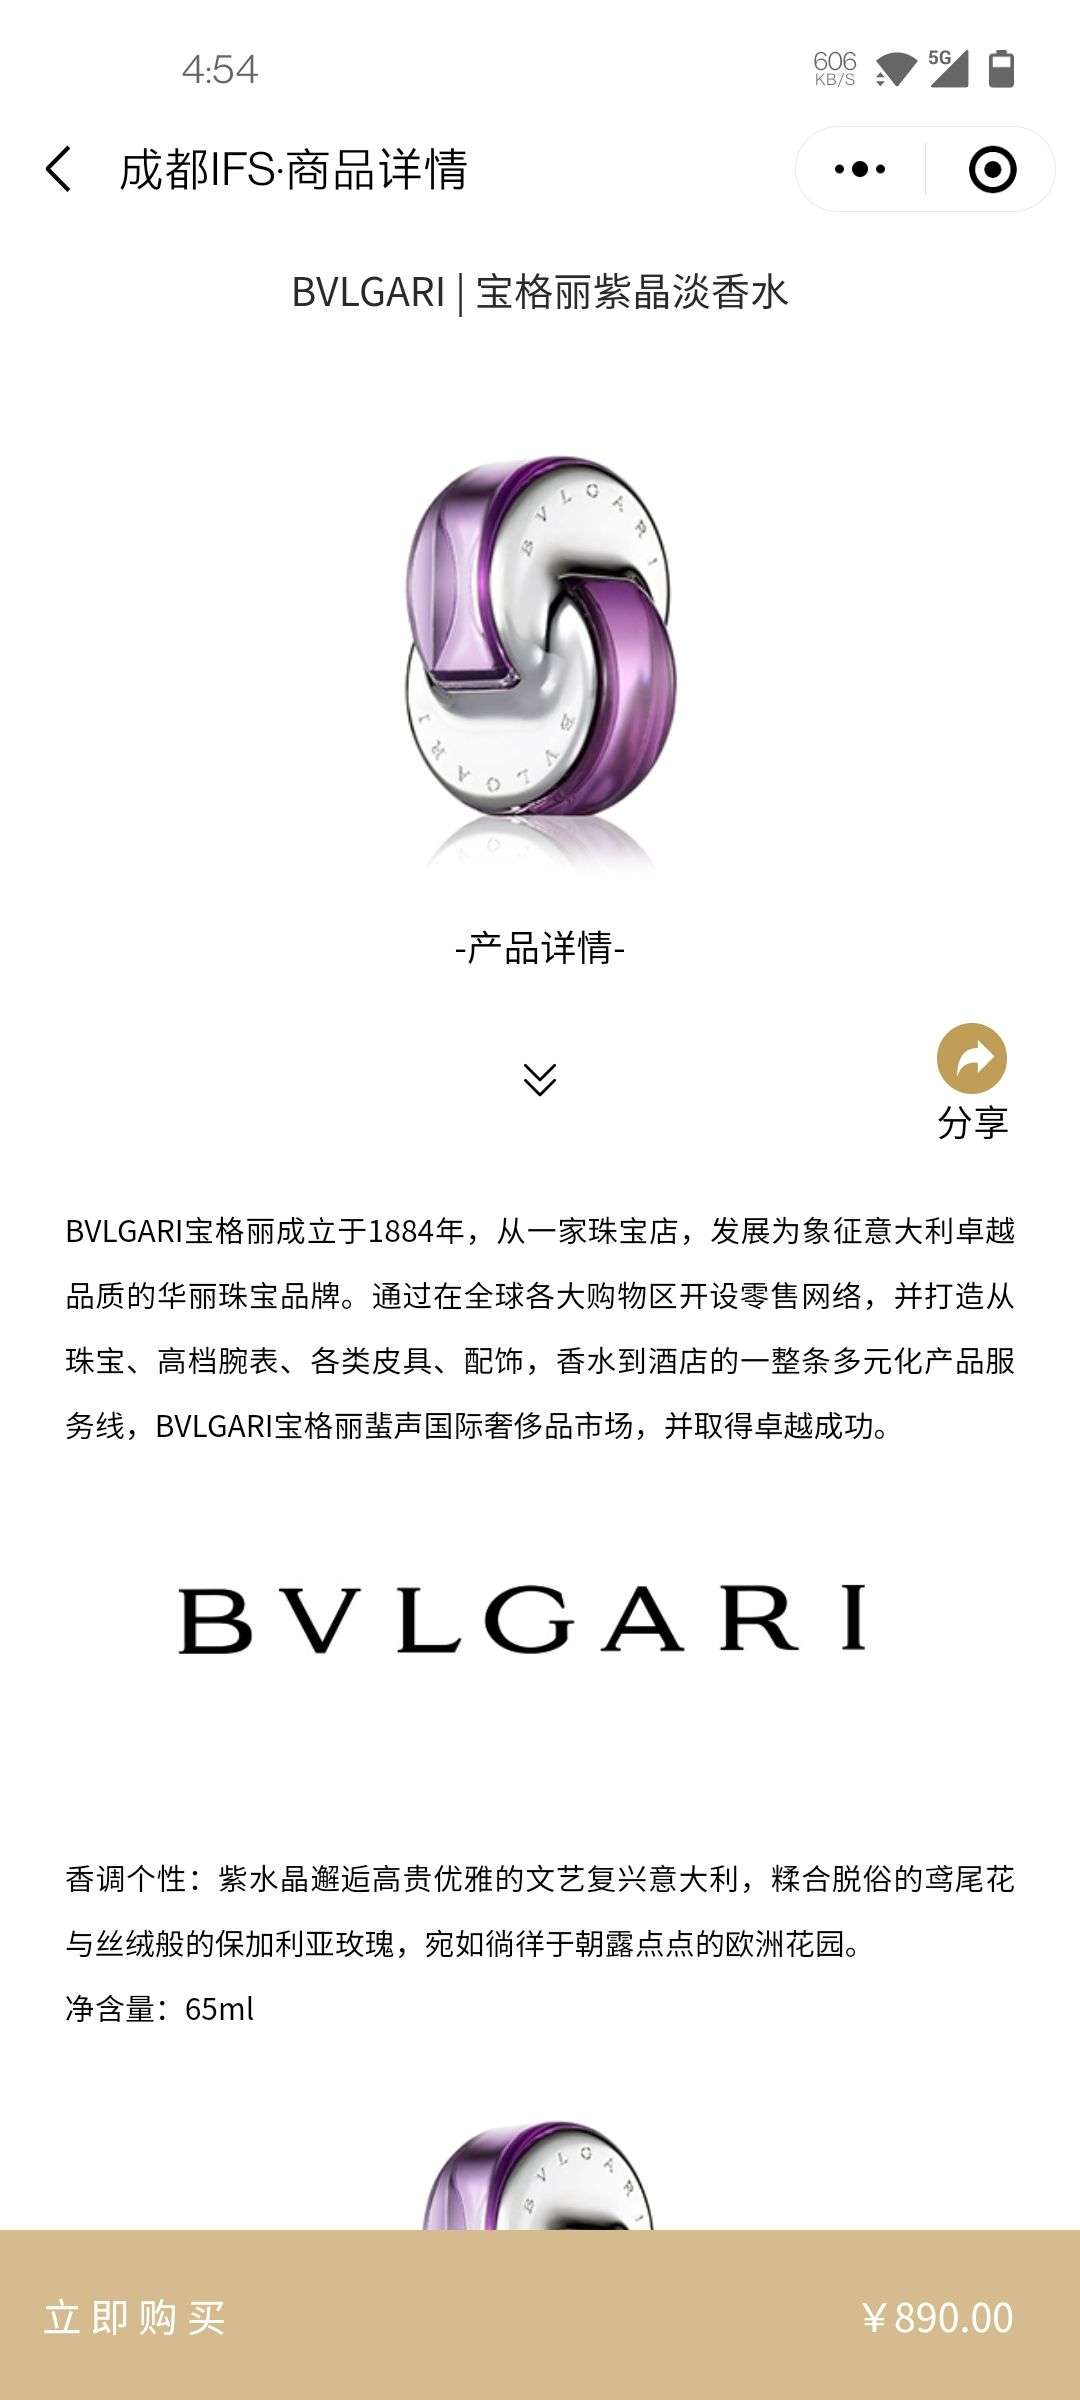 4:54
606
KB/S
5G
成都IFS·商品详情
BVLGARI | 宝格丽紫晶淡香水
BVLGARI
BVLGARI
-产品详情-
分享
BVLGARI宝格丽成立于1884年，从一家珠宝店，发展为象征意大利卓越
品质的华丽珠宝品牌。通过在全球各大购物区开设零售网络，并打造从
珠宝、高档腕表、各类皮具、配饰，香水到酒店的一整条多元化产品服
务线，BVLGARI宝格丽蜚声国际奢侈品市场，并取得卓越成功。
BVLGARI
香调个性：紫水晶邂逅高贵优雅的文艺复兴意大利，糅合脱俗的鸢尾花
与丝绒般的保加利亚玫瑰，宛如徜徉于朝露点点的欧洲花园。
净含量：65ml
BVLGARI
立即购买
￥890.00